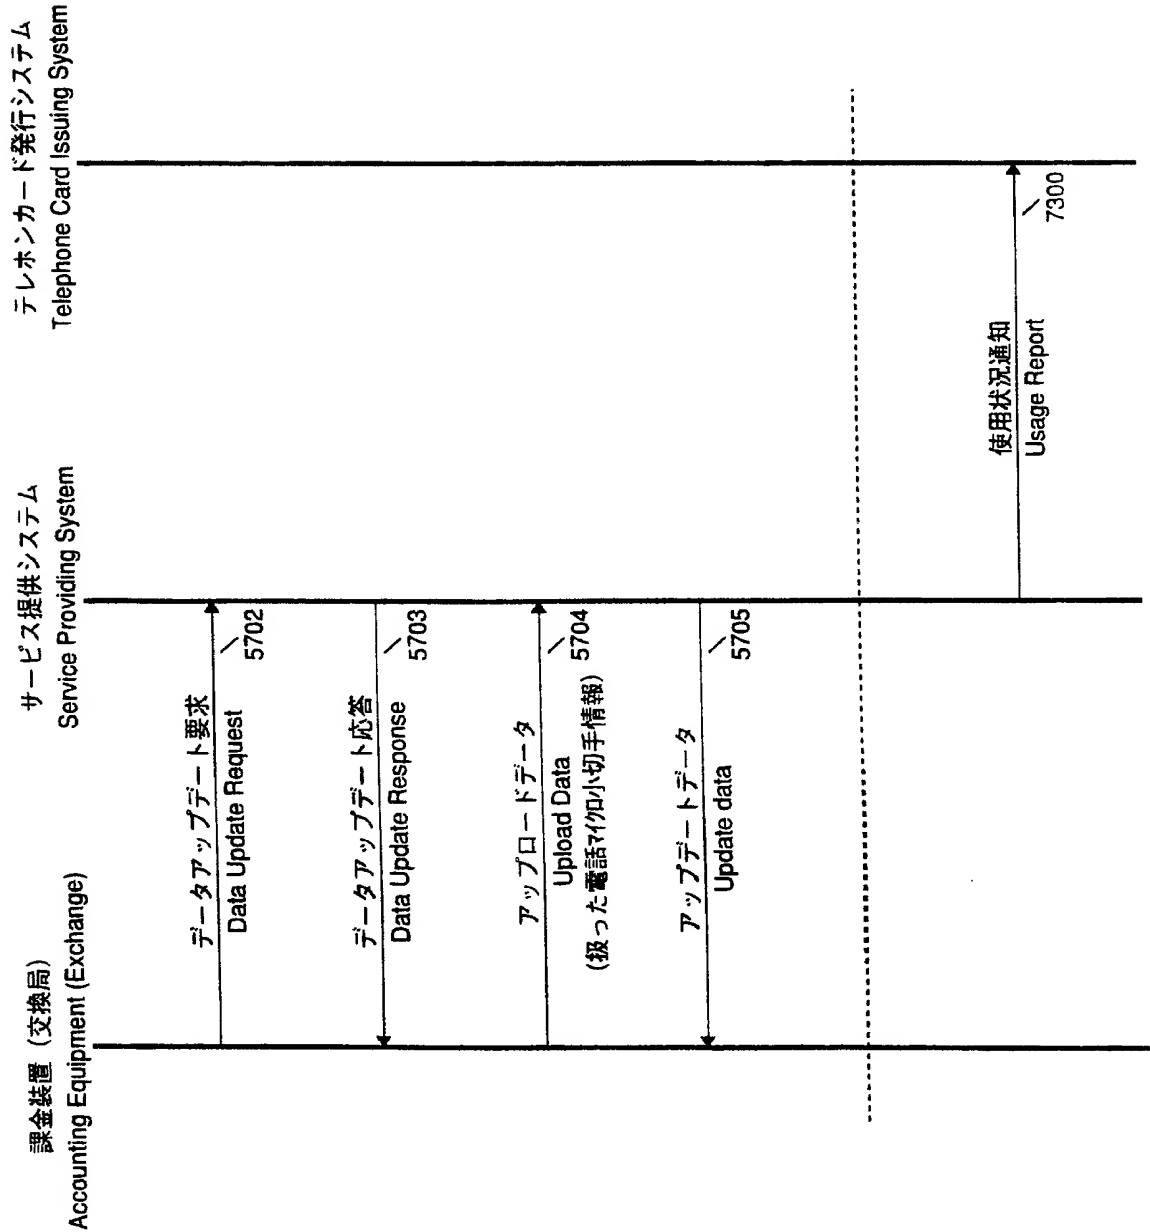 課金装置 (交換局)
Accounting Equipment (Exchange)
サービス提供システム
Service Providing System
テレホンカード発行システム
Telephone Card Issuing System
データアップデート要求
Data Update Request
5702
データアップデート応答
Data Update Response
5703
アップロードデータ
Upload Data
(扱った電話マイクロ小切手情報)
5704
アップデートデータ
Update data
5705
使用状況通知
Usage Report
7300